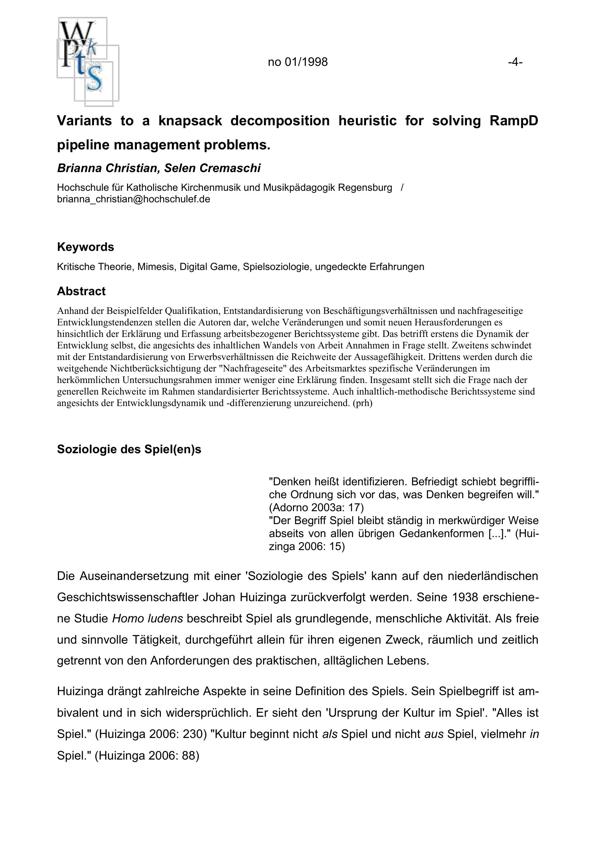 W
P k
t s
S
no 01/1998 -4-
Variants to a knapsack decomposition heuristic for solving RampD
pipeline management problems.
Brianna Christian, Selen Cremaschi
Hochschule für Katholische Kirchenmusik und Musikpädagogik Regensburg /
brianna_christian@hochschulef.de
Keywords
Kritische Theorie, Mimesis, Digital Game, Spielsoziologie, ungedeckte Erfahrungen
Abstract
Anhand der Beispielfelder Qualifikation, Entstandardisierung von Beschäftigungsverhältnissen und nachfrageseitige
Entwicklungstendenzen stellen die Autoren dar, welche Veränderungen und somit neuen Herausforderungen es
hinsichtlich der Erklärung und Erfassung arbeitsbezogener Berichtssysteme gibt. Das betrifft erstens die Dynamik der
Entwicklung selbst, die angesichts des inhaltlichen Wandels von Arbeit Annahmen in Frage stellt. Zweitens schwindet
mit der Entstandardisierung von Erwerbsverhältnissen die Reichweite der Aussagefähigkeit. Drittens werden durch die
weitgehende Nichtberücksichtigung der "Nachfrageseite" des Arbeitsmarktes spezifische Veränderungen im
herkömmlichen Untersuchungsrahmen immer weniger eine Erklärung finden. Insgesamt stellt sich die Frage nach der
generellen Reichweite im Rahmen standardisierter Berichtssysteme. Auch inhaltlich-methodische Berichtssysteme sind
angesichts der Entwicklungsdynamik und -differenzierung unzureichend. (prh)
Soziologie des Spiel(en)s
"Denken heißt identifizieren. Befriedigt schiebt begriffli-
che Ordnung sich vor das, was Denken begreifen will."
(Adorno 2003a: 17)
"Der Begriff Spiel bleibt ständig in merkwürdiger Weise
abseits von allen übrigen Gedankenformen [...]." (Hui-
zinga 2006: 15)
Die Auseinandersetzung mit einer 'Soziologie des Spiels' kann auf den niederländischen
Geschichtswissenschaftler Johan Huizinga zurückverfolgt werden. Seine 1938 erschiene-
ne Studie Homo ludens beschreibt Spiel als grundlegende, menschliche Aktivität. Als freie
und sinnvolle Tätigkeit, durchgeführt allein für ihren eigenen Zweck, räumlich und zeitlich
getrennt von den Anforderungen des praktischen, alltäglichen Lebens.
Huizinga drängt zahlreiche Aspekte in seine Definition des Spiels. Sein Spielbegriff ist am-
bivalent und in sich widersprüchlich. Er sieht den 'Ursprung der Kultur im Spiel'. "Alles ist
Spiel." (Huizinga 2006: 230) "Kultur beginnt nicht als Spiel und nicht aus Spiel, vielmehr in
Spiel." (Huizinga 2006: 88)